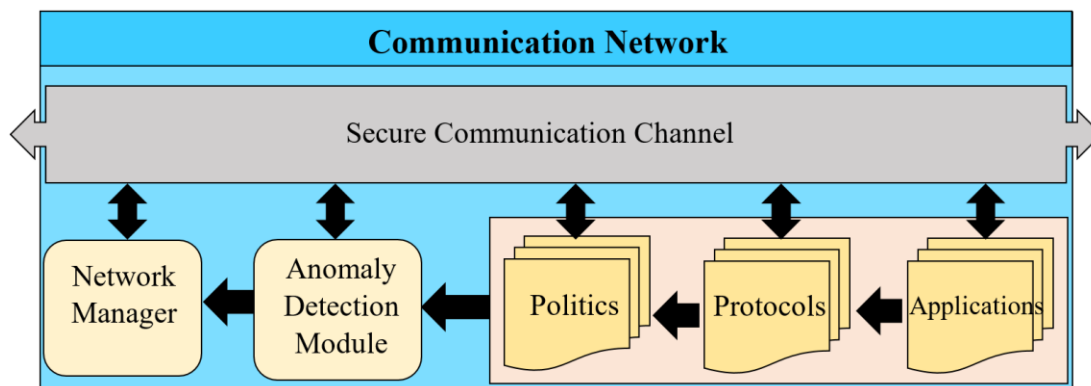 Communication Network
Secure Communication Channel
Network
Manager
Anomaly
Detection
Module
Politics
Protocols
Applications